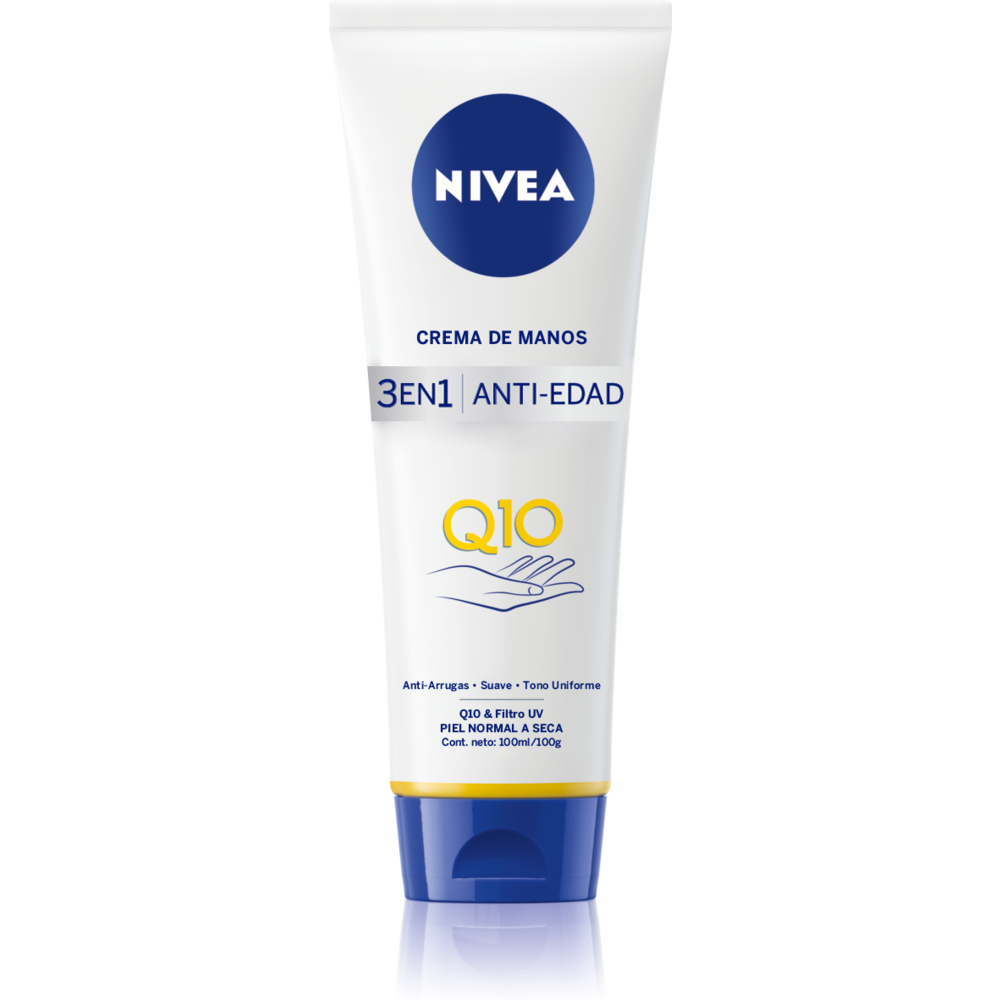 NIVEA
CREMA DE MANOS
3EN1 | ANTI-EDAD
Q10
Anti-Arrugas • Suave • Tono Uniforme
Q10 & Filtro UV
PIEL NORMAL A SECA
Cont. neto: 100ml/100g